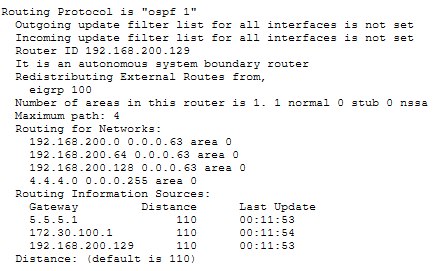 Routing Protocol is "ospf 1"
Outgoing update filter list for all interfaces is not set
Incoming update filter list for all interfaces is not set
Router ID 192.168.200.129
It is an autonomous system boundary router
Redistributing External Routes from,
eigrp 100
Number of areas in this router is 1. 1 normal 0 stub 0 nssa
Maximum path: 4
Routing for Networks:
192.168.200.0 0.0.0.63 area 0
192.168.200.64 0.0.0.63 area 0
192.168.200.128 0.0.0.63 area 0
4.4.4.0 0.0.0.255 area 0
Routing Information Sources:
Gateway Distance Last Update
5.5.5.1 110 00:11:53
172.30.100.1 110 00:11:54
192.168.200.129 110 00:11:53
Distance: (default is 110)